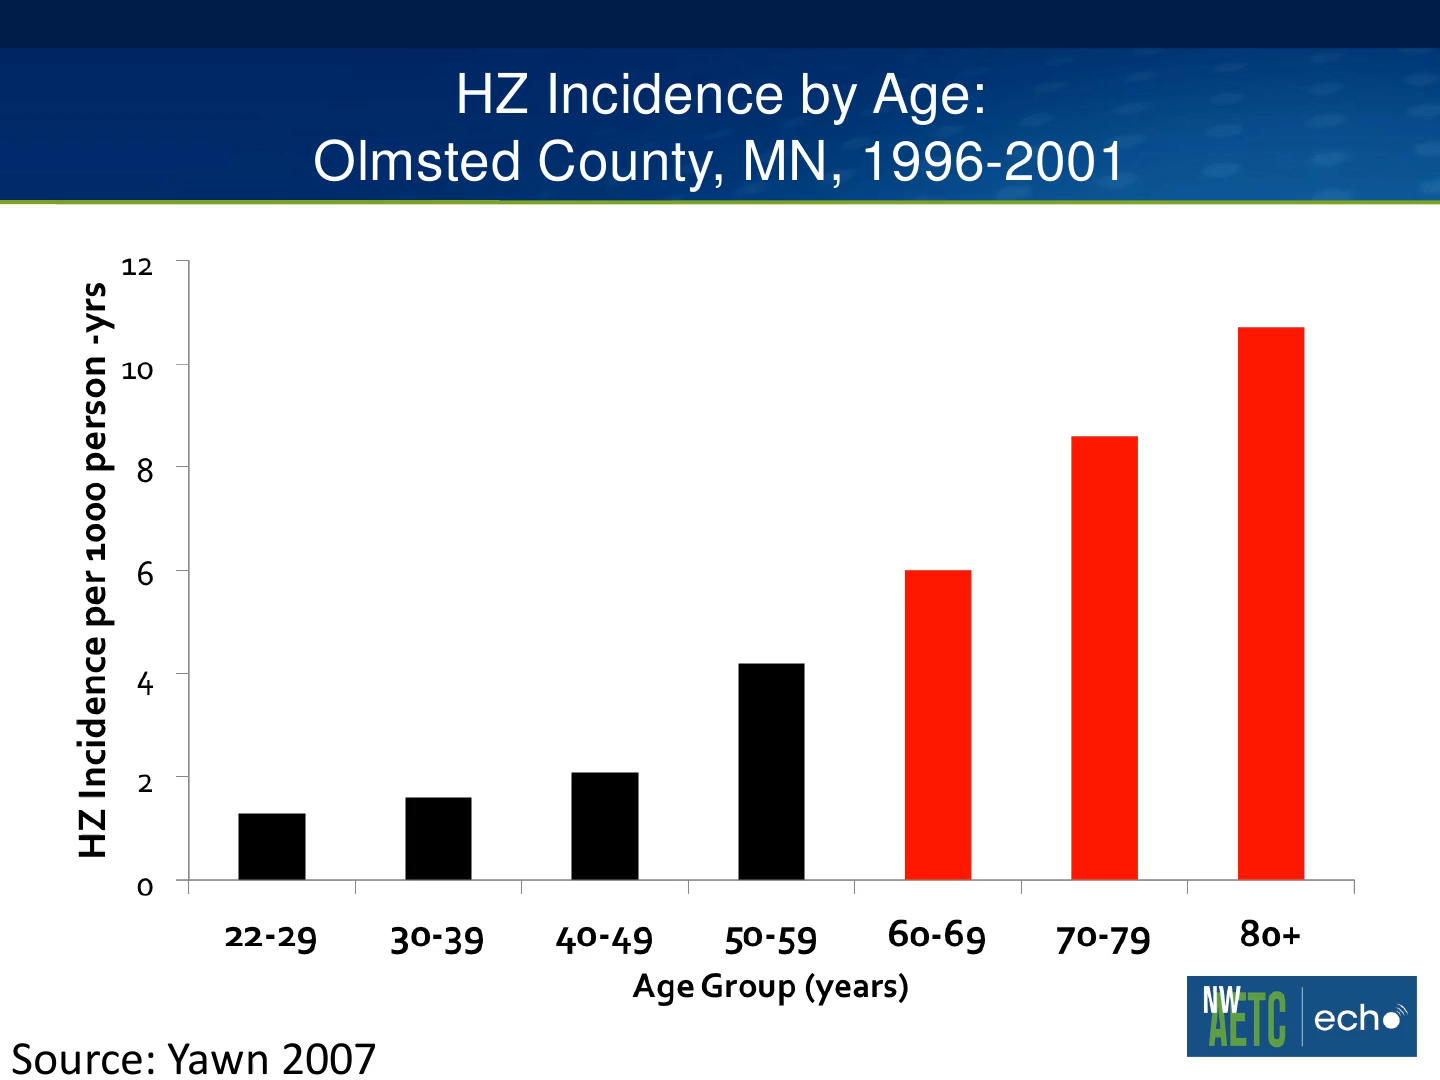 HZ Incidence by Age:
Olmsted County, MN, 1996-2001
HZ Incidence per 1000 person -yrs
12
10
8
6
4
2
0
22-29 30-39 40-49 50-59 60-69 70-79 80+
Age Group (years)
NW
AETC
echo
Source: Yawn 2007